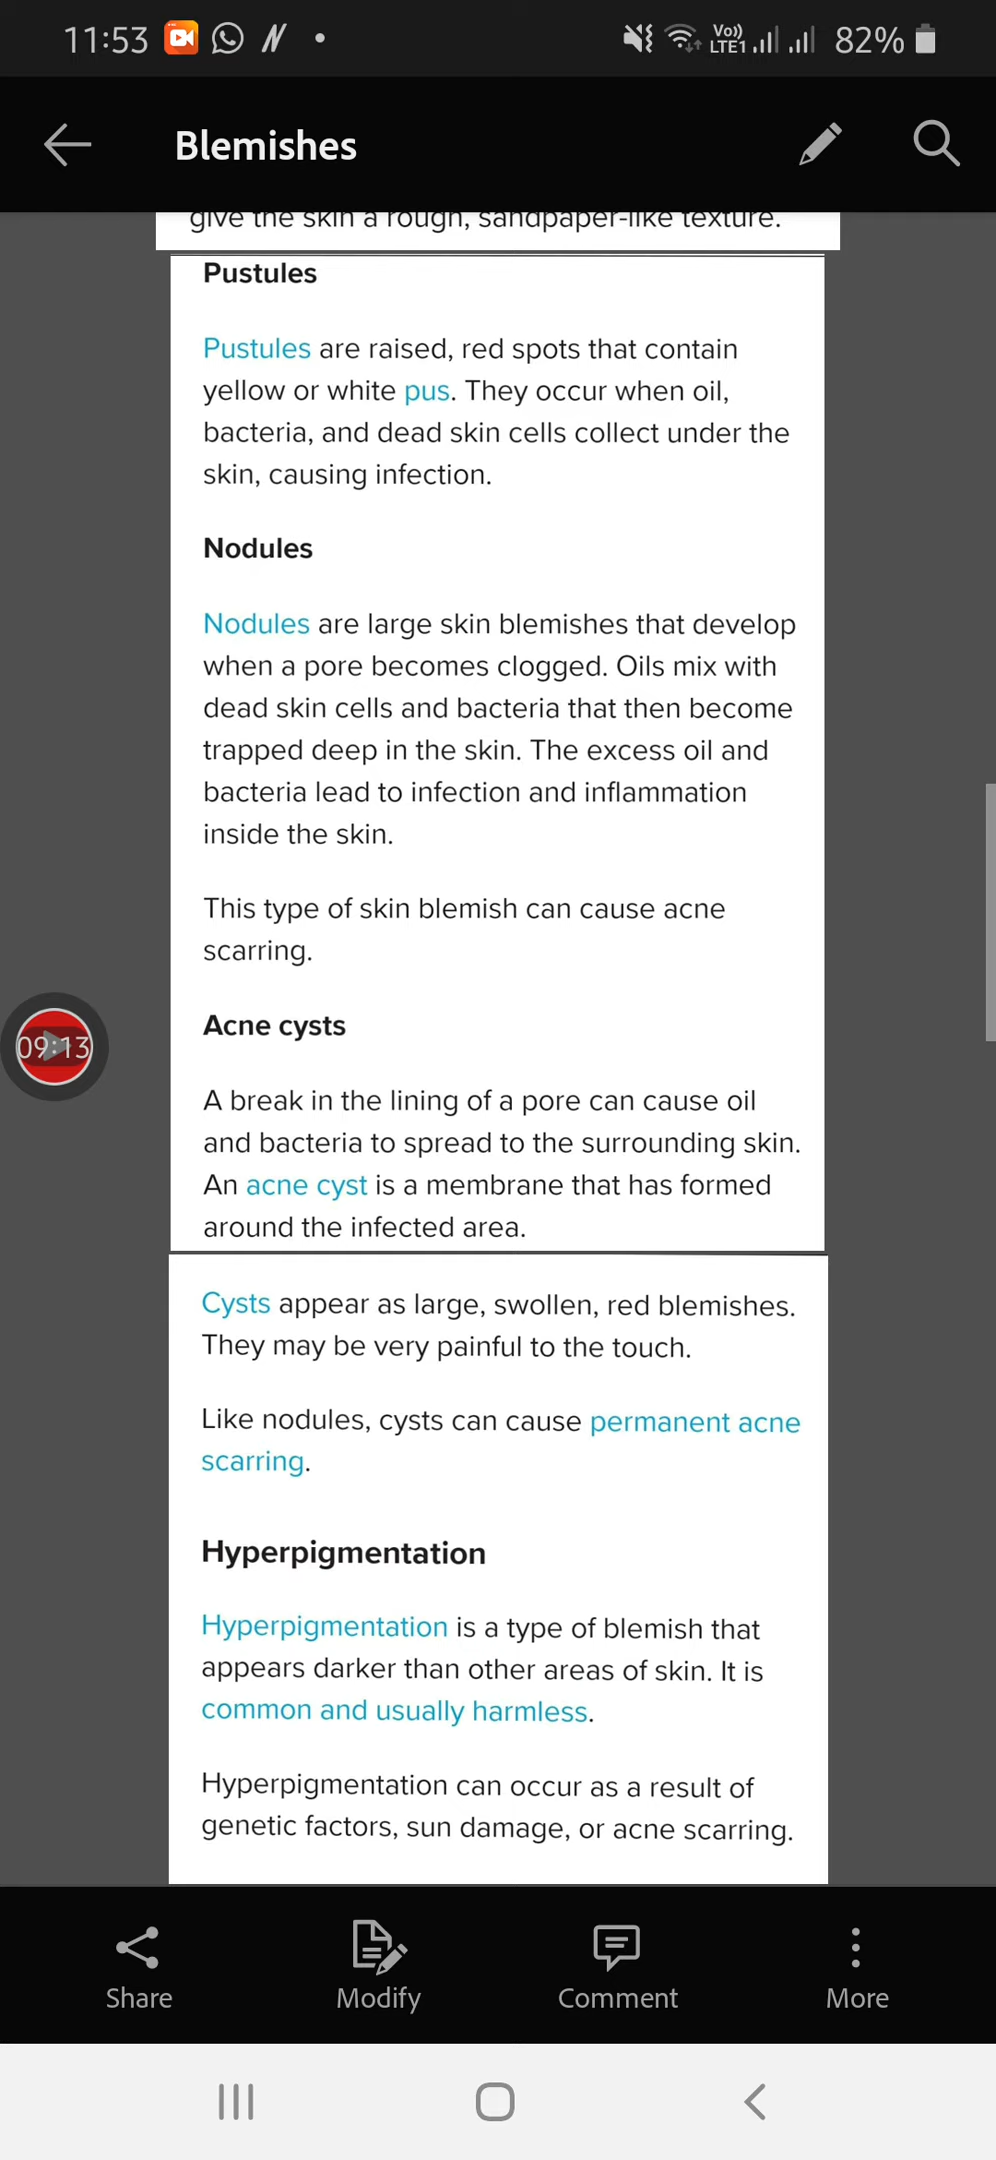 11:53
Vo))
LTE1
82%
Blemishes
give the skin a rough, sandpaper-like texture.
Pustules
Pustules are raised, red spots that contain
yellow or white pus. They occur when oil,
bacteria, and dead skin cells collect under the
skin, causing infection.
Nodules
Nodules are large skin blemishes that develop
when a pore becomes clogged. Oils mix with
dead skin cells and bacteria that then become
trapped deep in the skin. The excess oil and
bacteria lead to infection and inflammation
inside the skin.
This type of skin blemish can cause acne
scarring.
09:13
Acne cysts
A break in the lining of a pore can cause oil
and bacteria to spread to the surrounding skin.
An acne cyst is a membrane that has formed
around the infected area.
Cysts appear as large, swollen, red blemishes.
They may be very painful to the touch.
Like nodules, cysts can cause permanent acne
scarring.
Hyperpigmentation
Hyperpigmentation is a type of blemish that
appears darker than other areas of skin. It is
common and usually harmless.
Hyperpigmentation can occur as a result of
genetic factors, sun damage, or acne scarring.
Share
Modify
Comment
More